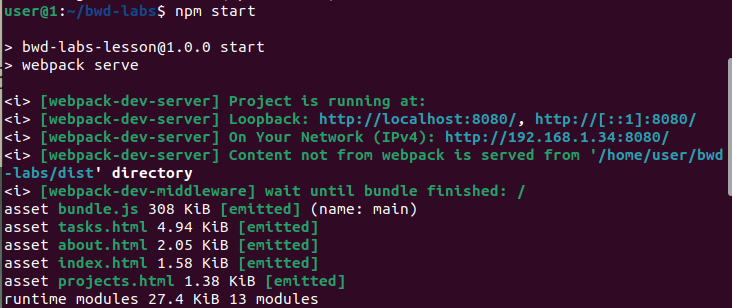 user@1:~/bwd-labs$ npm start
> bwd-labs-lesson@1.0.0 start
> webpack serve
<i> [webpack-dev-server] Project is running at:
<i> [webpack-dev-server] Loopback: http://localhost:8080/, http://[::1]:8080/
<i> [webpack-dev-server] On Your Network (IPv4): http://192.168.1.34:8080/
<i> [webpack-dev-server] Content not from webpack is served from '/home/user/bwd
-labs/dist' directory
<i> [webpack-dev-middleware] wait until bundle finished: /
asset bundle.js 308 KiB [emitted] (name: main)
asset tasks.html 4.94 KiB [emitted]
asset about.html 2.05 KiB [emitted]
asset index.html 1.58 KiB [emitted]
asset projects.html 1.38 KiB [emitted]
runtime modules 27.4 KiB 13 modules